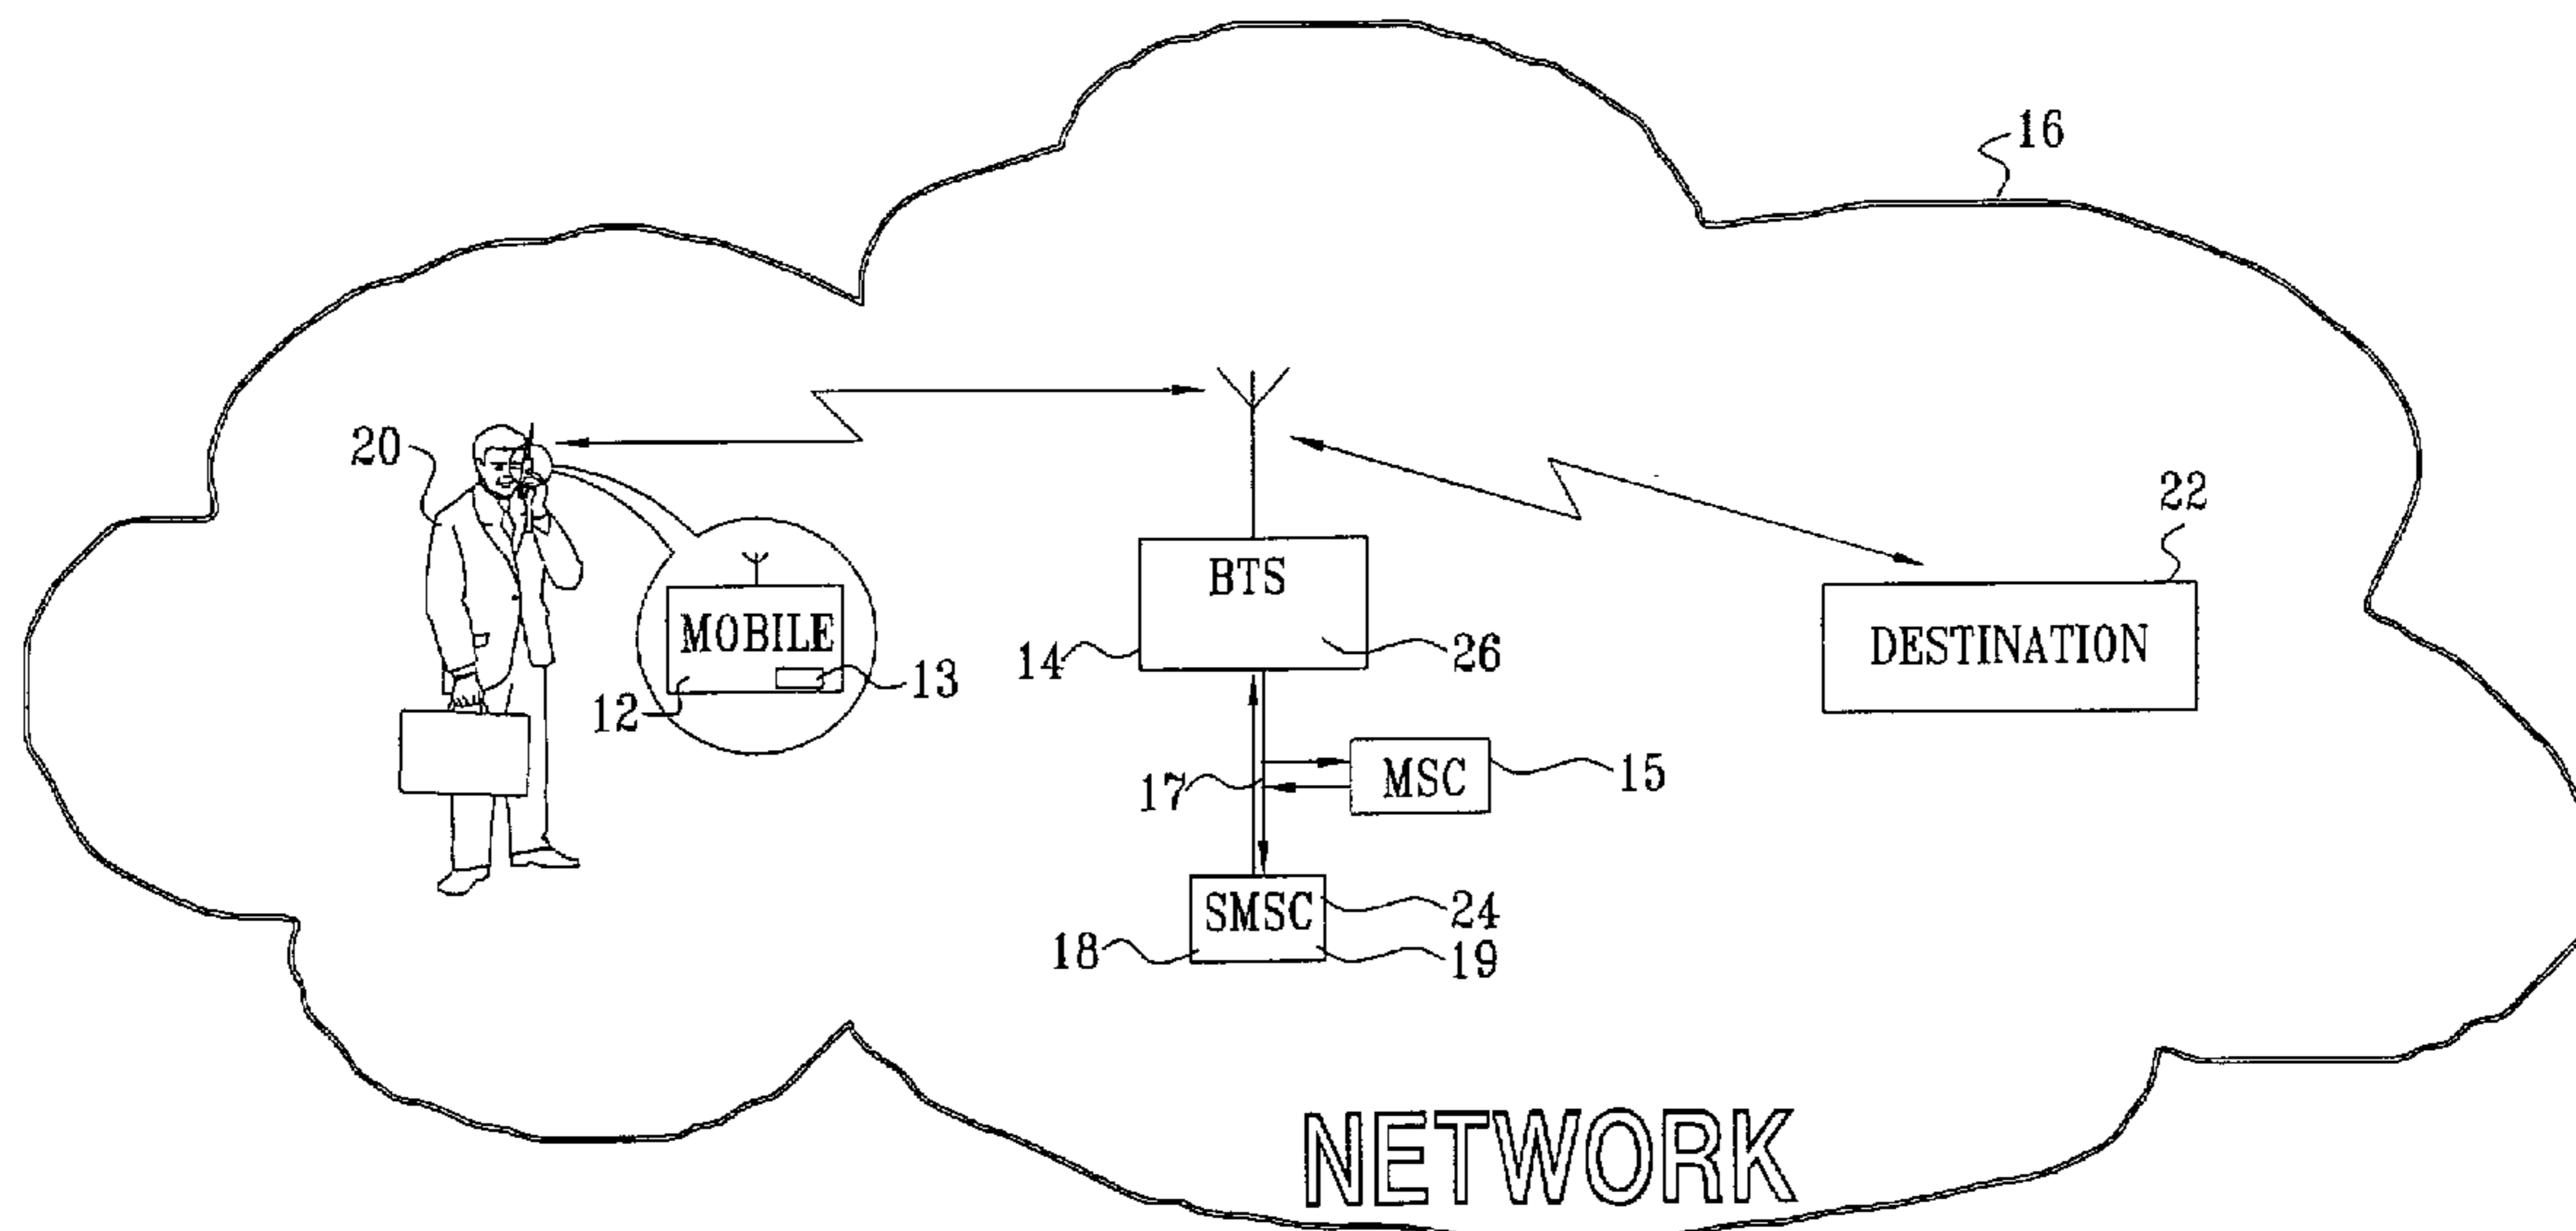 16
20
22
BTS
MOBILE
14
26
DESTINATION
13
12
17
MSC
15
SMSC
24
18
19
NETWORK